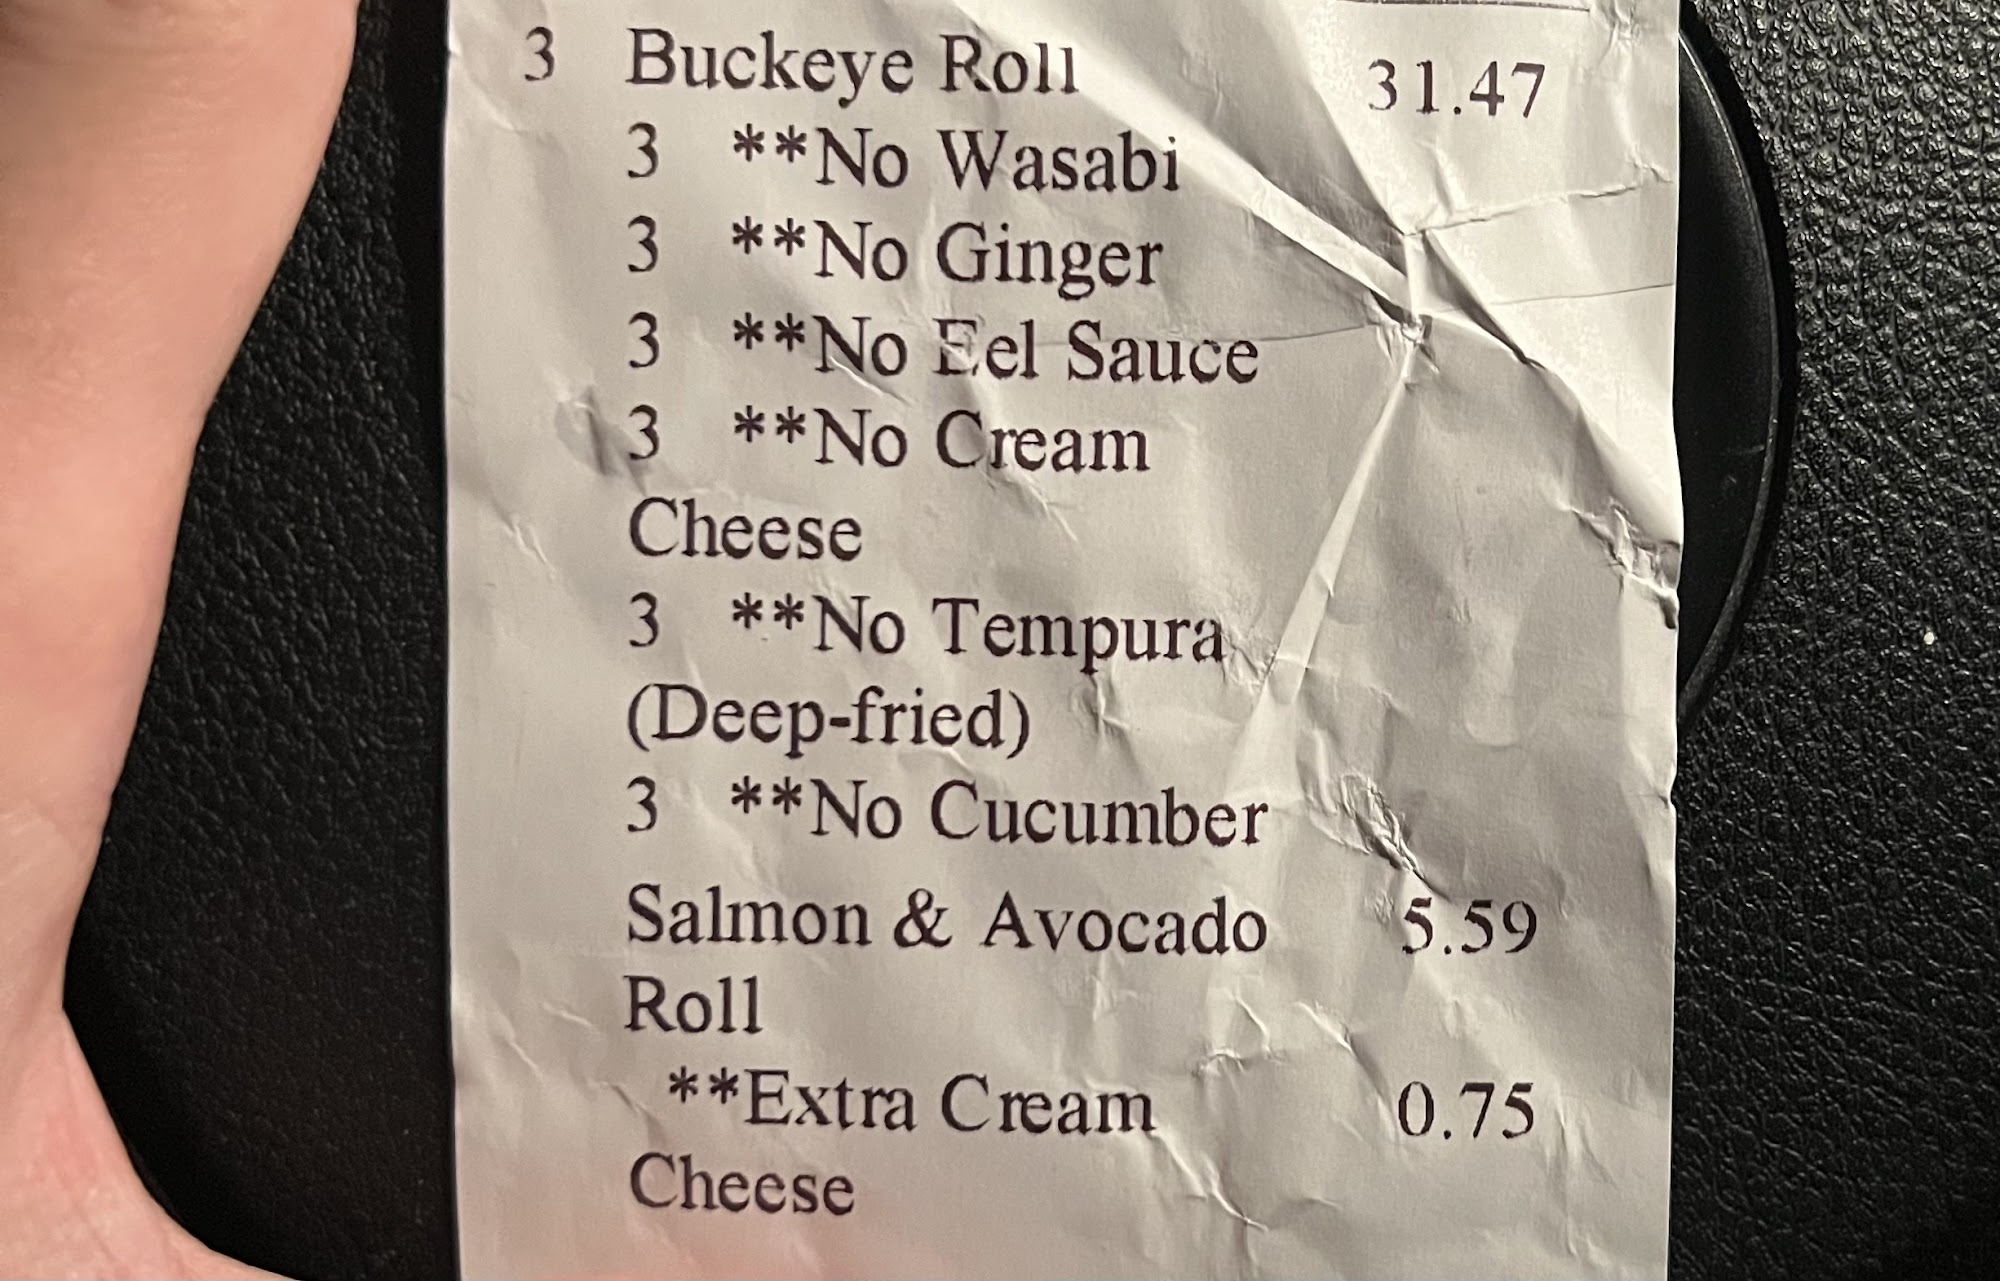 3 Buckeye Roll 31.47
3 **No Wasabi
3 **No Ginger
3 **No Eel Sauce
3 **No Cream
Cheese
3 **No Tempura
(Deep-fried)
3 **No Cucumber
Salmon & Avocado 5.59
Roll
**Extra Cream 0.75
Cheese